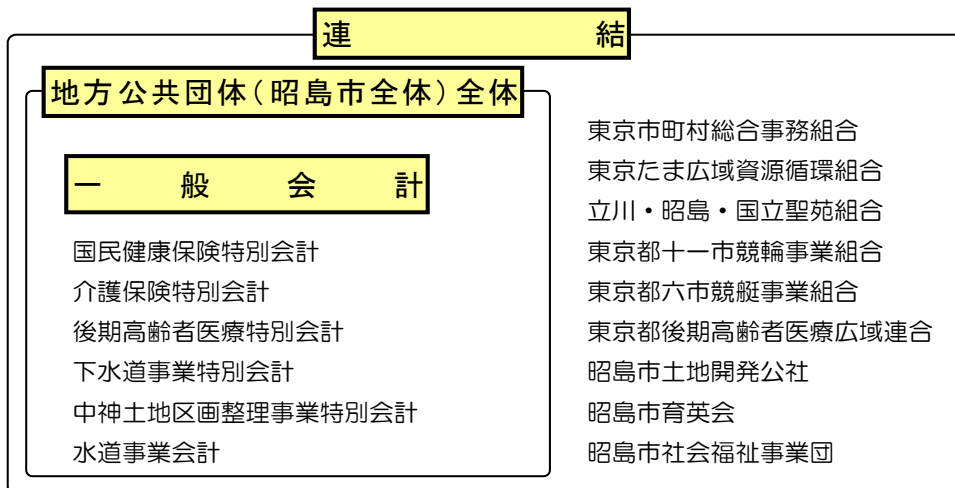 連結
地方公共団体(昭島市全体)全体
一般会計
国民健康保険特別会計
介護保険特別会計
後期高齢者医療特別会計
下水道事業特別会計
中神土地区画整理事業特別会計
水道事業会計
東京市町村総合事務組合
東京たま広域資源循環組合
立川・昭島・国立聖苑組合
東京都十一市競輪事業組合
東京都六市競艇事業組合
東京都後期高齢者医療広域連合
昭島市土地開発公社
昭島市育英会
昭島市社会福祉事業団